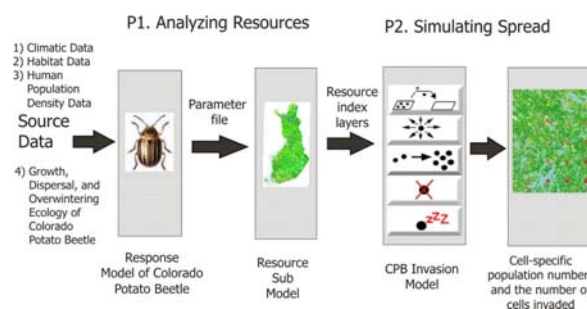 P1. Analyzing Resources
P2. Simulating Spread
1) Climatic Data
2) Habitat Data
3) Human
Population
Density Data
Source
Data
4) Growth,
Dispersal, and
Overwintering
Ecology of
Colorado
Potato Beetle
Parameter
file
Resource
index
layers
zzZ
Response
Model of Colorado
Potato Beetle
Resource
Sub
Model
CPB Invasion
Model
Cell-specific
population number
and the number o
cells invaded